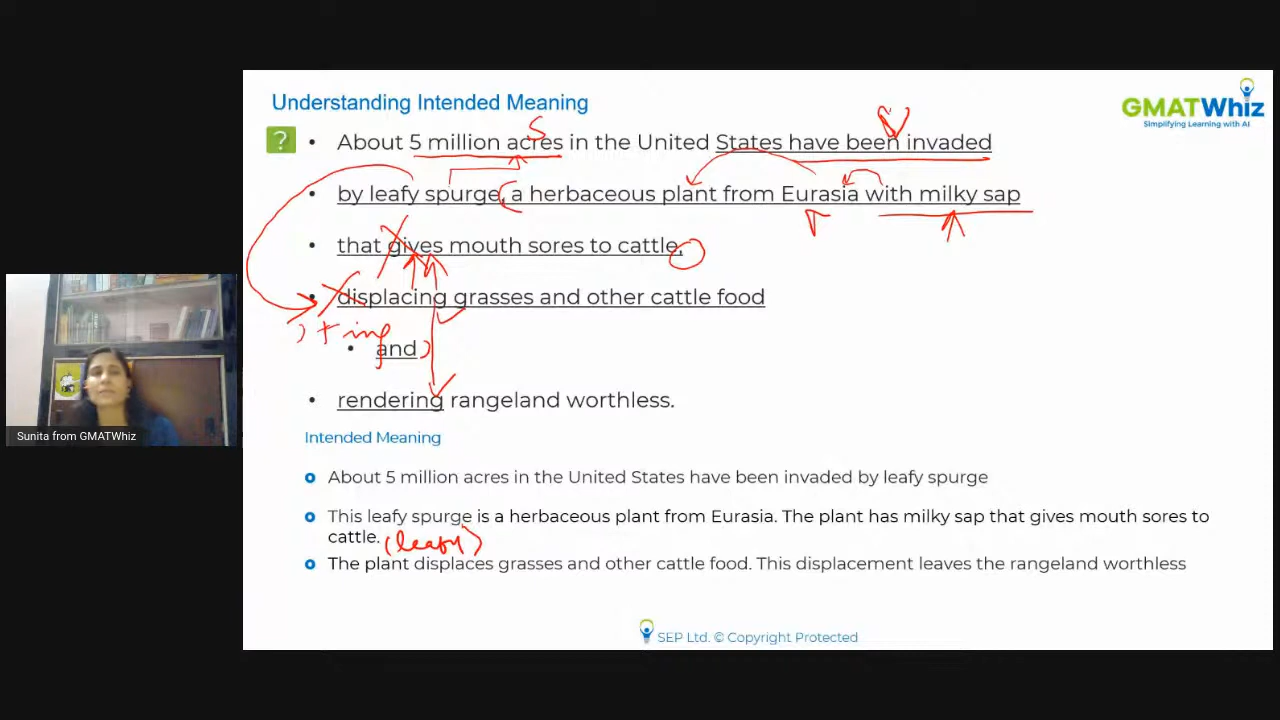 Understanding Intended Meaning
GMATWhiz
Simplifying Learning with AI
?
• About 5 million acres in the United States have been invaded
S
V
• by leafy spurge, a herbaceous plant from Eurasia with milky sap
• that gives mouth sores to cattle,
• displacing grasses and other cattle food
, + ing
• and
• rendering rangeland worthless.
Sunita from GMATWhiz
Intended Meaning
About 5 million acres in the United States have been invaded by leafy spurge
This leafy spurge is a herbaceous plant from Eurasia. The plant has milky sap that gives mouth sores to
cattle.
(leafy)
The plant displaces grasses and other cattle food. This displacement leaves the rangeland worthless
SEP Ltd. © Copyright Protected